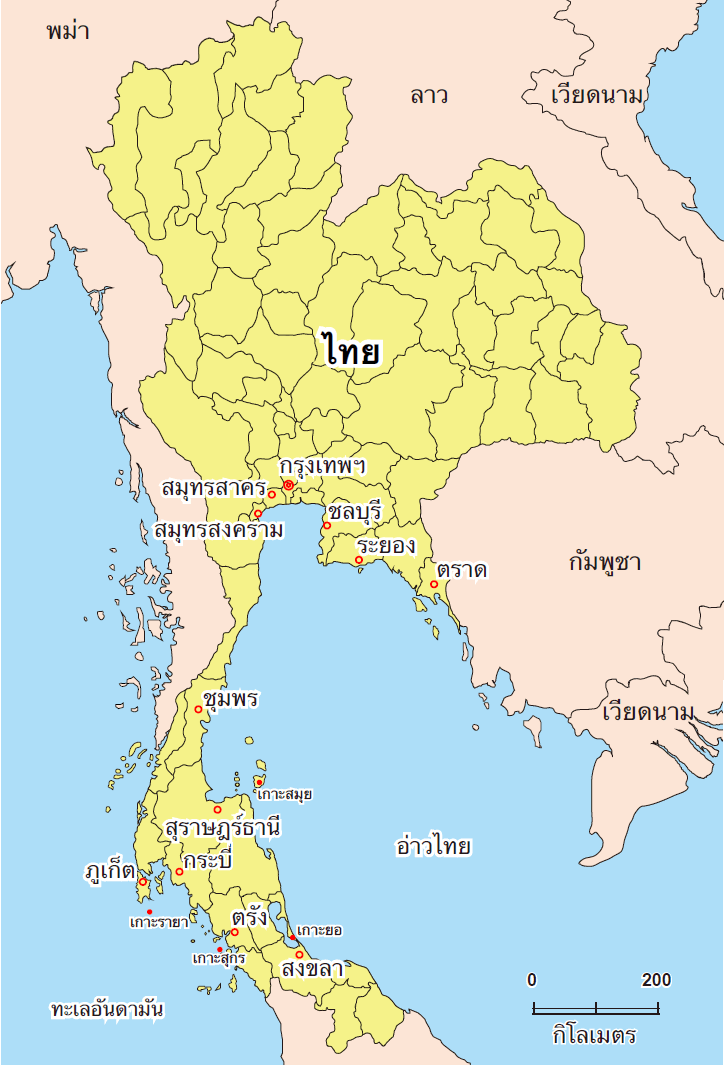 พม่า
ลาว
เวียดนาม
ไทย
กรุงเทพฯ
สมุทรสาคร
ชลบุรี
สมุทรสงคราม
ระยอง
กัมพูชา
ตราด
ชุมพร
เวียดนาม
เกาะสมุย
สุราษฎร์ธานี
อ่าวไทย
กระบี่
ภูเก็ต
ตรัง
เกาะรายา
เกาะยอ
เกาะสุกร
สงขลา
0 200
ทะเลอันดามัน
กิโลเมตร